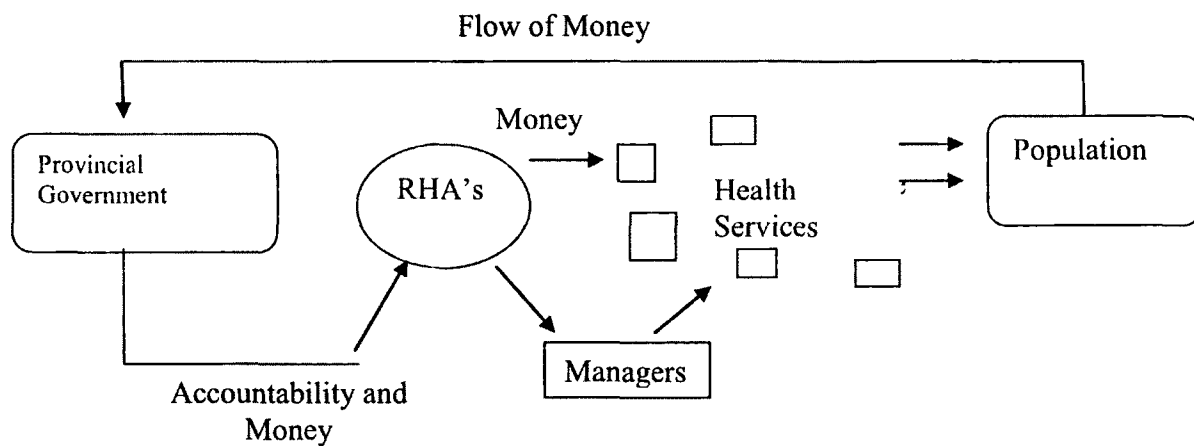 Flow of Money
Money
Provincial
Government
RHA's
Health
Services
Population
Managers
Accountability and
Money